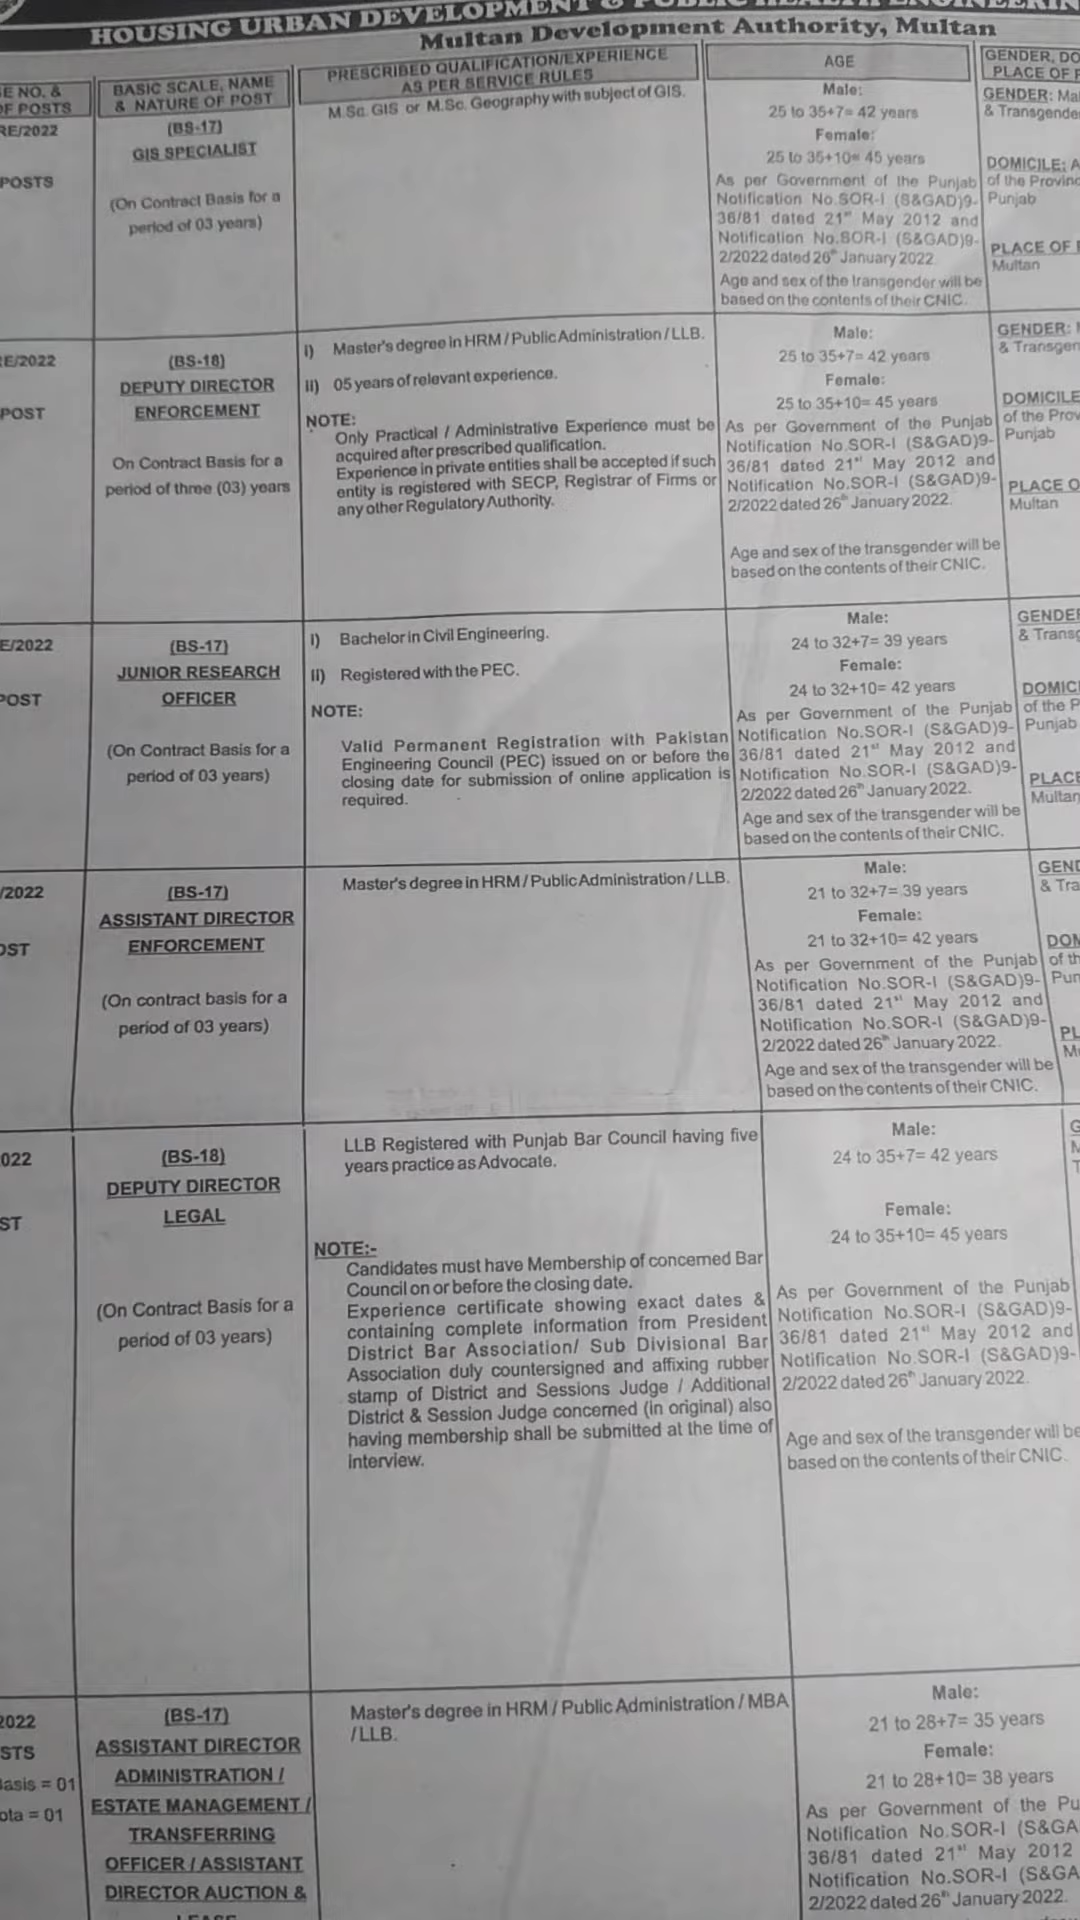 HOUSING URBAN DEVELOPMENT & PUBLIC HEALTH ENGINEERIN
Multan Development Authority, Multan
E NO. &
OF POSTS
BASIC SCALE, NAME
& NATURE OF POST
PRESCRIBED QUALIFICATION/EXPERIENCE
AS PER SERVICE RULES
AGE
GENDER, DO
PLACE OF P
RE/2022
POSTS
(BS-17)
GIS SPECIALIST
(On Contract Basis for a
period of 03 years)
M.Sc. GIS or M.Sc. Geography with subject of GIS.
Male:
25 to 35+7= 42 years
Female:
25 to 35+10= 45 years
As per Government of the Punjab
Notification No.SOR-I (S&GAD)9-
36/81 dated 21st May 2012 and
Notification No.SOR-I (S&GAD)9-
2/2022 dated 26th January 2022.
Age and sex of the transgender will be
based on the contents of their CNIC.
GENDER: Mal
& Transgende
DOMICILE: A
of the Provinc
Punjab
PLACE OF P
Multan
E/2022
POST
(BS-18)
DEPUTY DIRECTOR
ENFORCEMENT
On Contract Basis for a
period of three (03) years
I) Master's degree in HRM / Public Administration / LLB.
II) 05 years of relevant experience.
NOTE:
Only Practical / Administrative Experience must be
acquired after prescribed qualification.
Experience in private entities shall be accepted if such
entity is registered with SECP, Registrar of Firms or
any other Regulatory Authority.
Male:
25 to 35+7= 42 years
Female:
25 to 35+10= 45 years
As per Government of the Punjab
Notification No.SOR-I (S&GAD)9-
36/81 dated 21st May 2012 and
Notification No.SOR-I (S&GAD)9-
2/2022 dated 26th January 2022.
Age and sex of the transgender will be
based on the contents of their CNIC.
GENDER: M
& Transgen
DOMICILE
of the Prov
Punjab
PLACE O
Multan
E/2022
POST
(BS-17)
JUNIOR RESEARCH
OFFICER
(On Contract Basis for a
period of 03 years)
I) Bachelor in Civil Engineering.
II) Registered with the PEC.
NOTE:
Valid Permanent Registration with Pakistan
Engineering Council (PEC) issued on or before the
closing date for submission of online application is
required.
Male:
24 to 32+7= 39 years
Female:
24 to 32+10= 42 years
As per Government of the Punjab
Notification No.SOR-I (S&GAD)9-
36/81 dated 21st May 2012 and
Notification No.SOR-I (S&GAD)9-
2/2022 dated 26th January 2022.
Age and sex of the transgender will be
based on the contents of their CNIC.
GENDER
& Transg
DOMICI
of the P
Punjab
PLACE
Multan
/2022
OST
(BS-17)
ASSISTANT DIRECTOR
ENFORCEMENT
(On contract basis for a
period of 03 years)
Master's degree in HRM / Public Administration / LLB.
Male:
21 to 32+7= 39 years
Female:
21 to 32+10= 42 years
As per Government of the Punjab
Notification No.SOR-I (S&GAD)9-
36/81 dated 21st May 2012 and
Notification No.SOR-I (S&GAD)9-
2/2022 dated 26th January 2022.
Age and sex of the transgender will be
based on the contents of their CNIC.
GEND
& Tra
DOM
of th
Pun
PL
Mu
022
ST
(BS-18)
DEPUTY DIRECTOR
LEGAL
(On Contract Basis for a
period of 03 years)
LLB Registered with Punjab Bar Council having five
years practice as Advocate.
NOTE:-
Candidates must have Membership of concerned Bar
Council on or before the closing date.
Experience certificate showing exact dates &
containing complete information from President
District Bar Association/ Sub Divisional Bar
Association duly countersigned and affixing rubber
stamp of District and Sessions Judge / Additional
District & Session Judge concerned (in original) also
having membership shall be submitted at the time of
interview.
Male:
24 to 35+7= 42 years
Female:
24 to 35+10= 45 years
As per Government of the Punjab
Notification No.SOR-I (S&GAD)9-
36/81 dated 21st May 2012 and
Notification No.SOR-I (S&GAD)9-
2/2022 dated 26th January 2022.
Age and sex of the transgender will be
based on the contents of their CNIC.
G
M
T
2022
STS
Basis = 01
ota = 01
(BS-17)
ASSISTANT DIRECTOR
ADMINISTRATION /
ESTATE MANAGEMENT /
TRANSFERRING
OFFICER / ASSISTANT
DIRECTOR AUCTION &
LEASE
Master's degree in HRM / Public Administration / MBA
/ LLB.
Male:
21 to 28+7= 35 years
Female:
21 to 28+10= 38 years
As per Government of the Pu
Notification No.SOR-I (S&GA
36/81 dated 21st May 2012
Notification No.SOR-I (S&GA
2/2022 dated 26th January 2022.